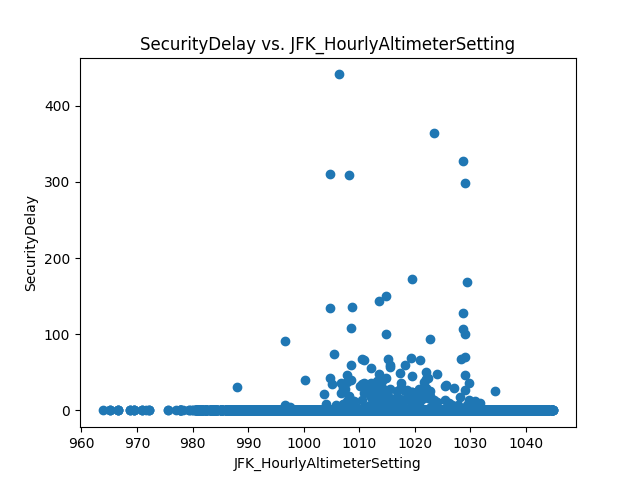 SecurityDelay vs. JFK_HourlyAltimeterSetting
400
300
200
100
0
SecurityDelay
960 970 980 990 1000 1010 1020 1030 1040
JFK_HourlyAltimeterSetting